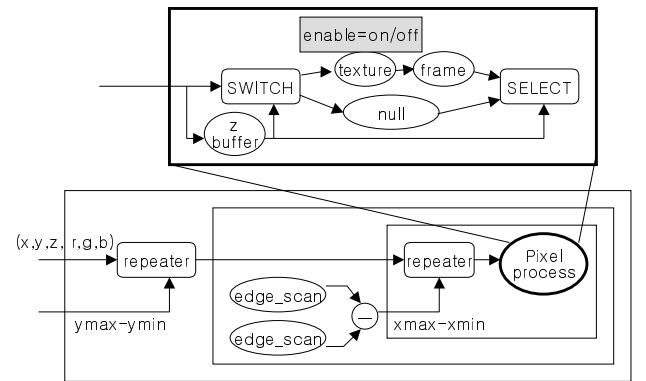 enable=on/off
SWITCH
texture
frame
SELECT
null
z
buffer
(x,y,z, r,g,b)
repeater
repeater
Pixel
process
edge_scan
—
ymax-ymin
xmax-xmin
edge_scan